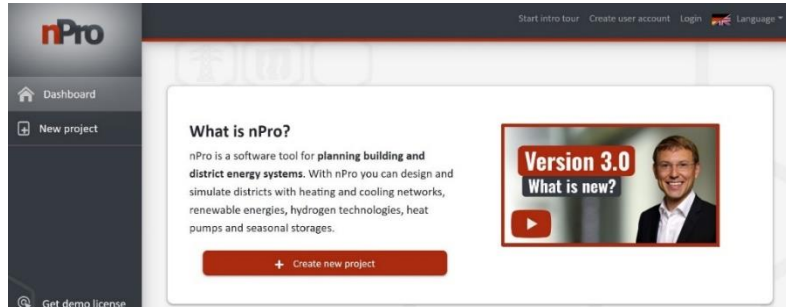 nPro
Start intro tour Create user account Login Language
Dashboard
New project
What is nPro?
nPro is a software tool for planning building and
district energy systems. With nPro you can design and
simulate districts with heating and cooling networks,
renewable energies, hydrogen technologies, heat
pumps and seasonal storages.
+ Create new project
Version 3.0
What is new?
Get demo license